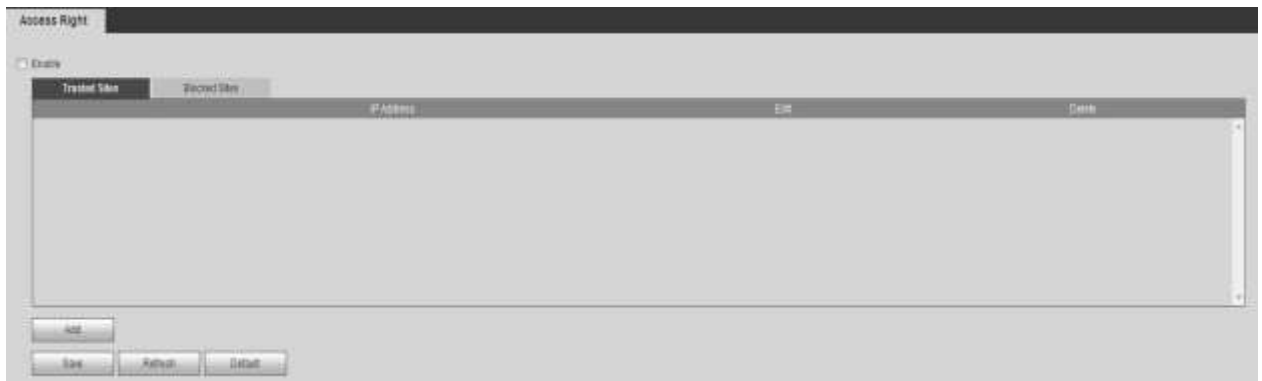 Access Right
Enable
Trusted Sites Blocked Sites
IP Address Edit Delete
Add
Save Refresh Default